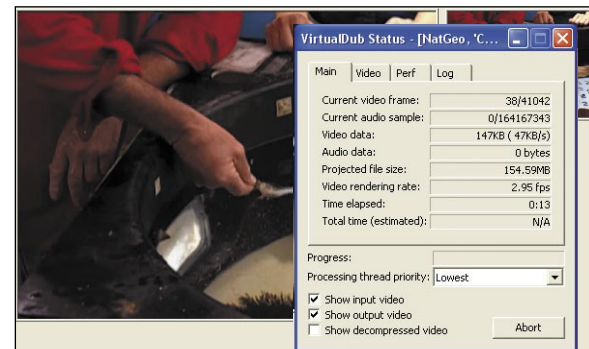 VirtualDub Status - [NatGeo, 'C...
Main Video Perf Log
Current video frame: 38/41042
Current audio sample: 0/164167343
Video data: 147KB ( 47KB/s)
Audio data: 0 bytes
Projected file size: 154.59MB
Video rendering rate: 2.95 fps
Time elapsed: 0:13
Total time (estimated): N/A
Progress:
Processing thread priority: Lowest
Show input video
Show output video
Show decompressed video
Abort